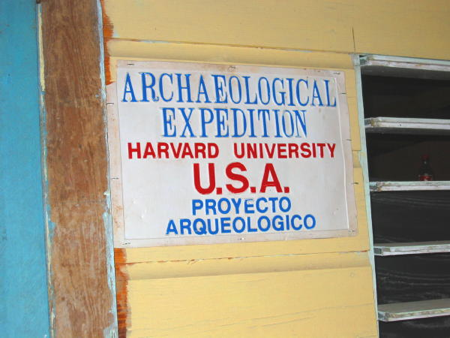 ARCHAEOLOGICAL
EXPEDITION
HARVARD UNIVERSITY
U.S.A.
PROYECTO
ARQUEOLOGICO